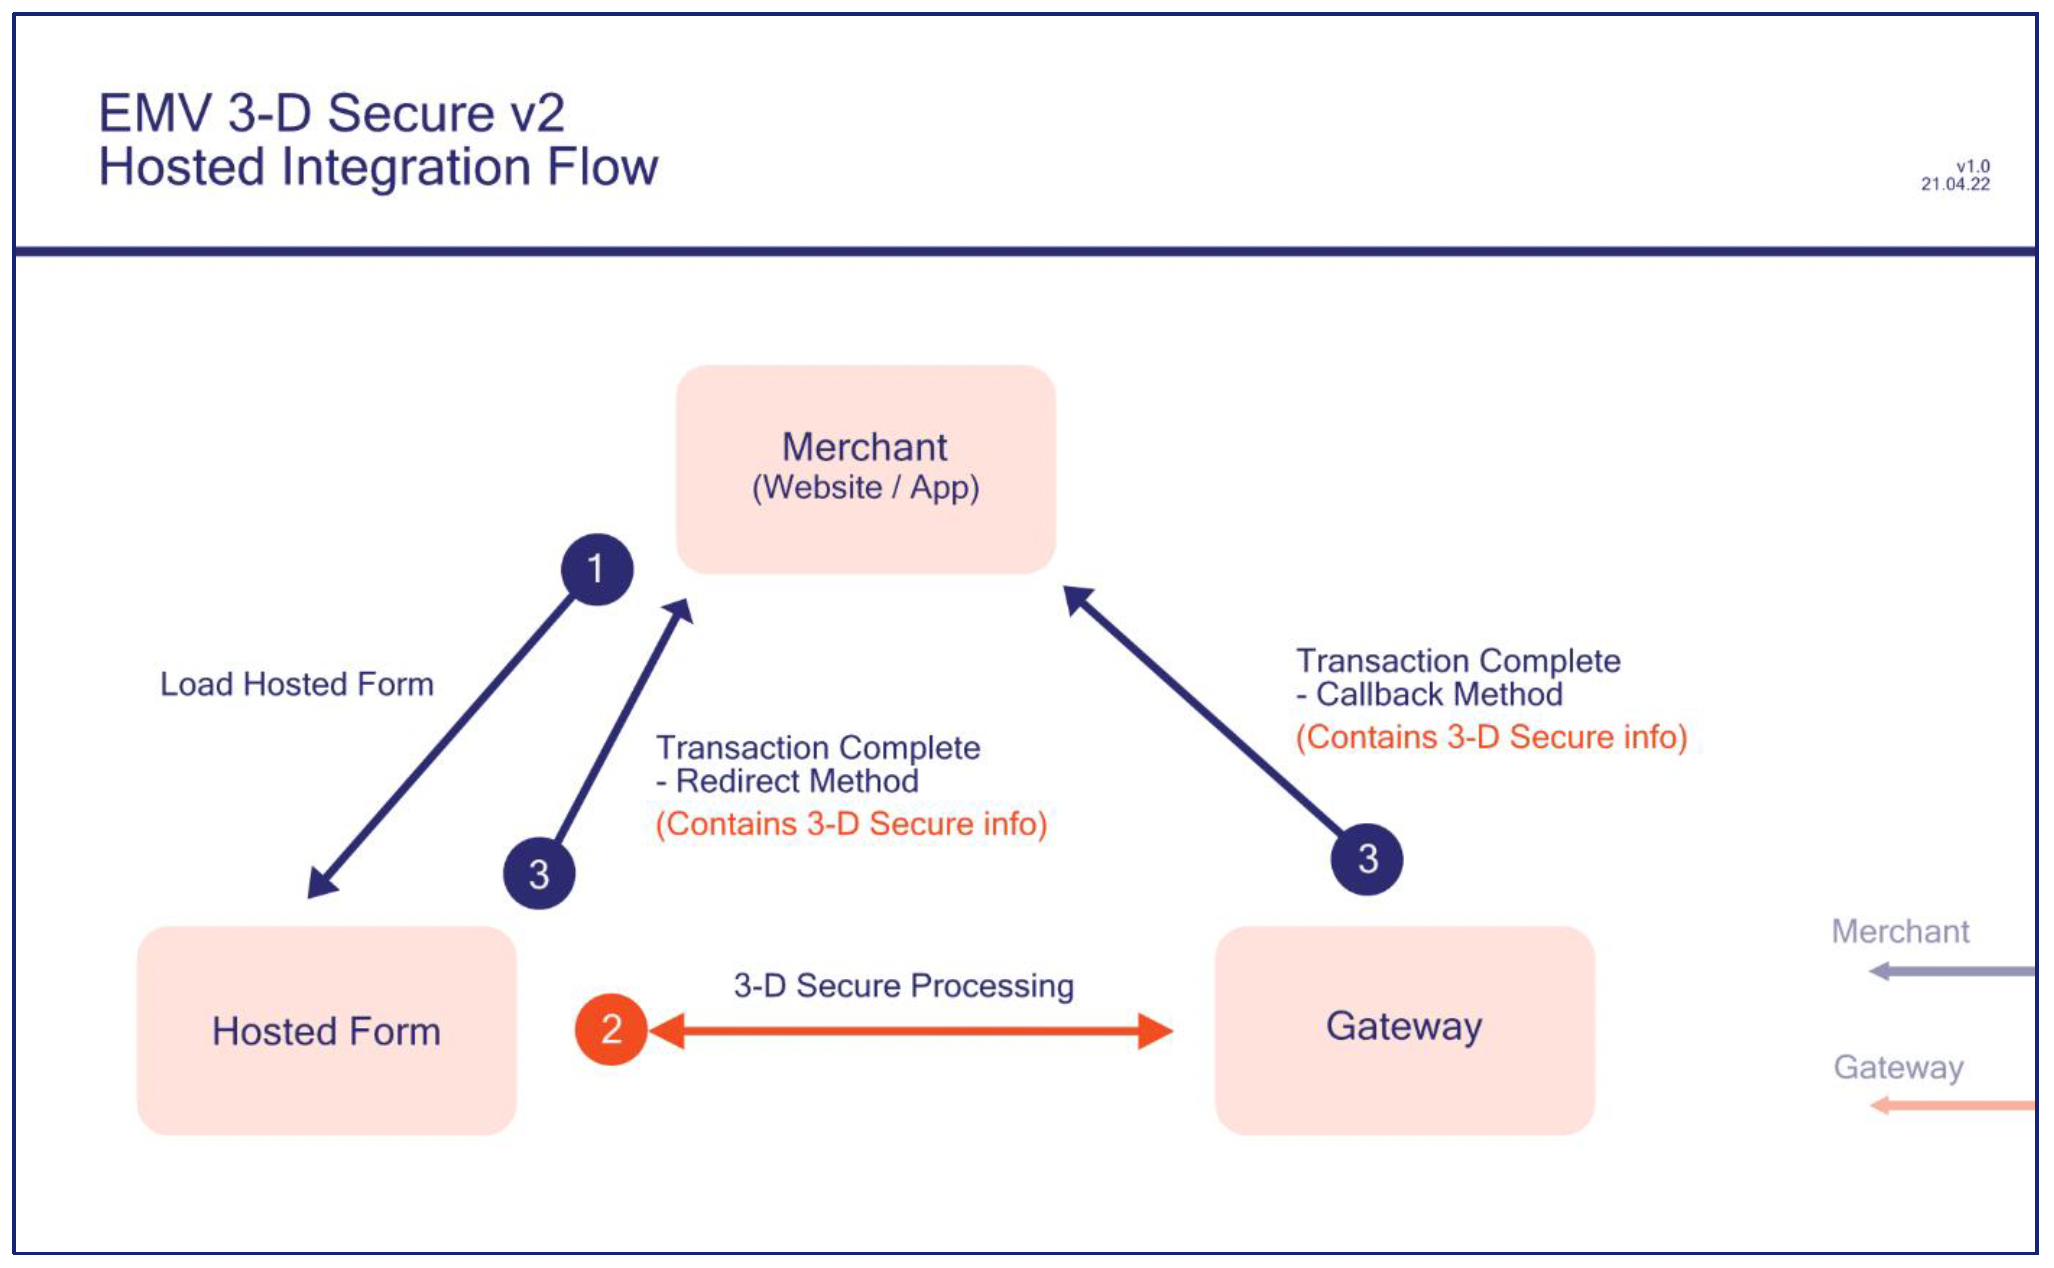 EMV 3-D Secure v2
Hosted Integration Flow
v1.0
21.04.22
Merchant
(Website / App)
1
Load Hosted Form
Transaction Complete
- Redirect Method
(Contains 3-D Secure info)
3
Transaction Complete
- Callback Method
(Contains 3-D Secure info)
3
Hosted Form
2
3-D Secure Processing
Gateway
Merchant
Gateway